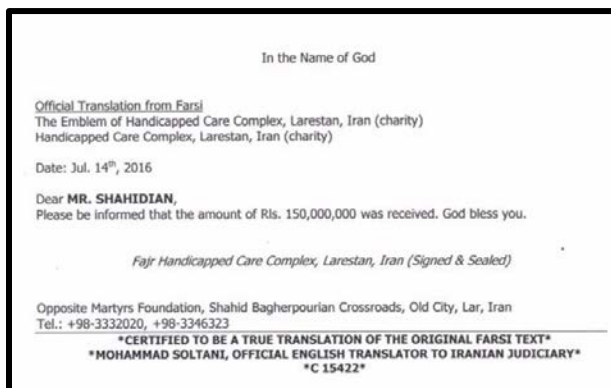 In the Name of God
Official Translation from Farsi
The Emblem of Handicapped Care Complex, Larestan, Iran (charity)
Handicapped Care Complex, Larestan, Iran (charity)
Date: Jul. 14th, 2016
Dear MR. SHAHIDIAN,
Please be informed that the amount of Rls. 150,000,000 was received. God bless you.
Fajr Handicapped Care Complex, Larestan, Iran (Signed & Sealed)
Opposite Martyrs Foundation, Shahid Bagherpourian Crossroads, Old City, Lar, Iran
Tel.: +98-3332020, +98-3346323
*CERTIFIED TO BE A TRUE TRANSLATION OF THE ORIGINAL FARSI TEXT*
*MOHAMMAD SOLTANI, OFFICIAL ENGLISH TRANSLATOR TO IRANIAN JUDICIARY*
*C 15422*